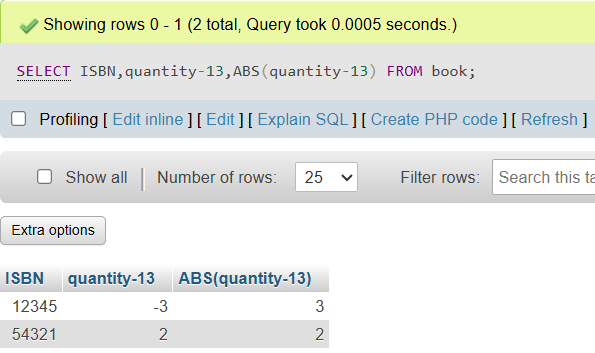 Showing rows 0 - 1 (2 total, Query took 0.0005 seconds.)
SELECT ISBN,quantity-13,ABS(quantity-13) FROM book;
Profiling [ Edit inline ] [ Edit ] [ Explain SQL ] [ Create PHP code ] [ Refresh ]
Show all | Number of rows: 25 Filter rows: Search this ta
Extra options
ISBN quantity-13 ABS(quantity-13)
12345 -3 3
54321 2 2